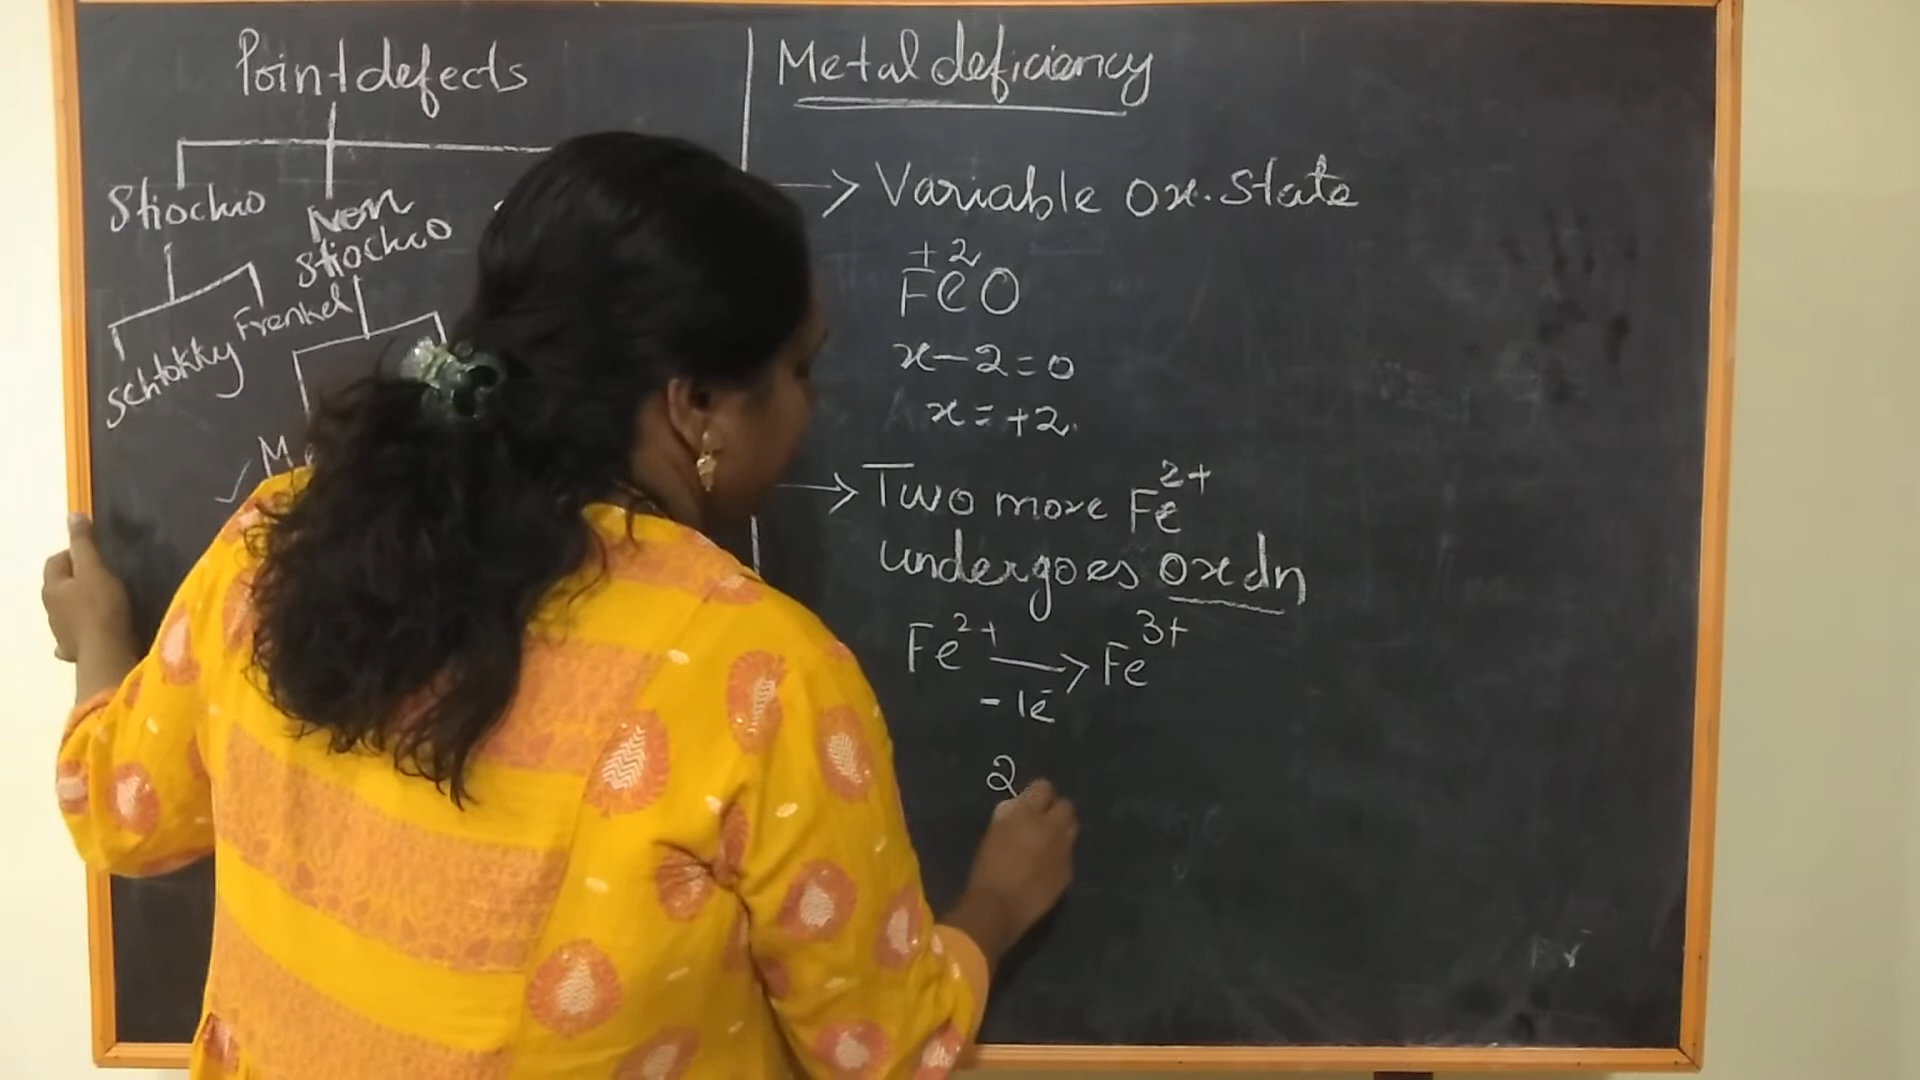 Point defects
Stiochio
Non
stiochio
Schtokky
Frenkel
Metal deficiency
→ Variable ox. State
+2
FeO
x – 2 = 0
x = +2.
→ Two more Fe²⁺
undergoes oxdn
Fe²⁺ → Fe³⁺
-1e⁻
2